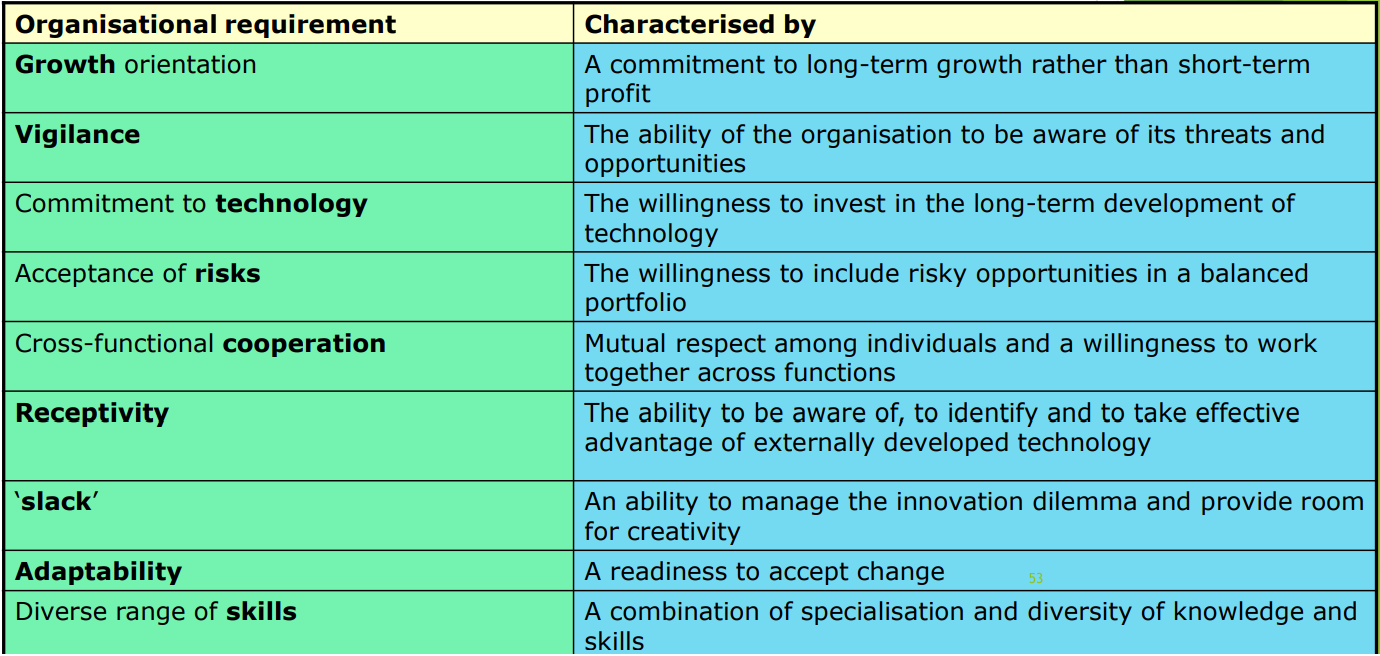 Organisational requirement
Characterised by
Growth orientation
A commitment to long-term growth rather than short-term
profit
Vigilance
The ability of the organisation to be aware of its threats and
opportunities
Commitment to technology
The willingness to invest in the long-term development of
technology
Acceptance of risks
The willingness to include risky opportunities in a balanced
portfolio
Cross-functional cooperation
Mutual respect among individuals and a willingness to work
together across functions
Receptivity
The ability to be aware of, to identify and to take effective
advantage of externally developed technology
‘slack’
An ability to manage the innovation dilemma and provide room
for creativity
Adaptability
A readiness to accept change
53
Diverse range of skills
A combination of specialisation and diversity of knowledge and
skills